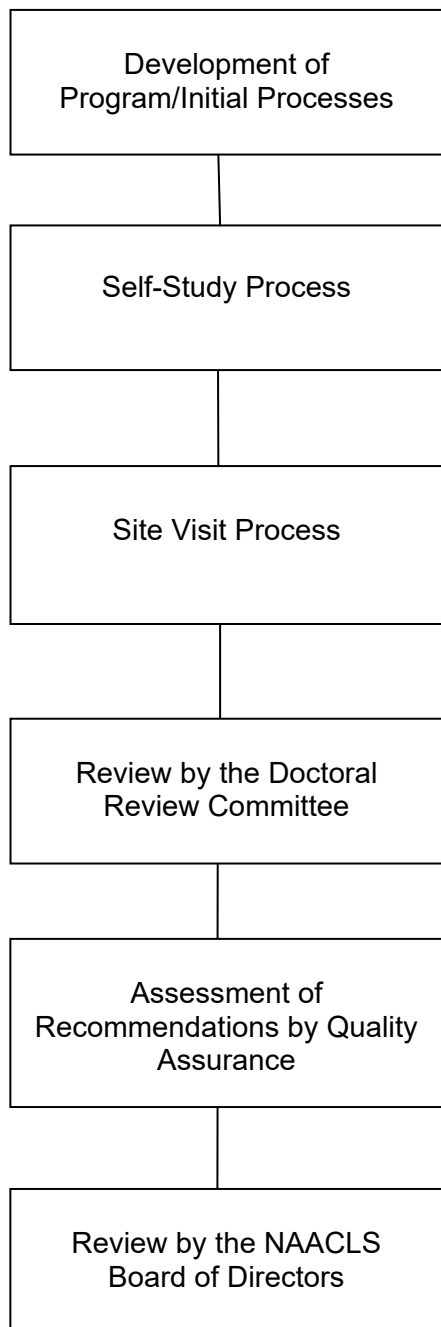 Development of
Program/Initial Processes
Self-Study Process
Site Visit Process
Review by the Doctoral
Review Committee
Assessment of
Recommendations by Quality
Assurance
Review by the NAACLS
Board of Directors